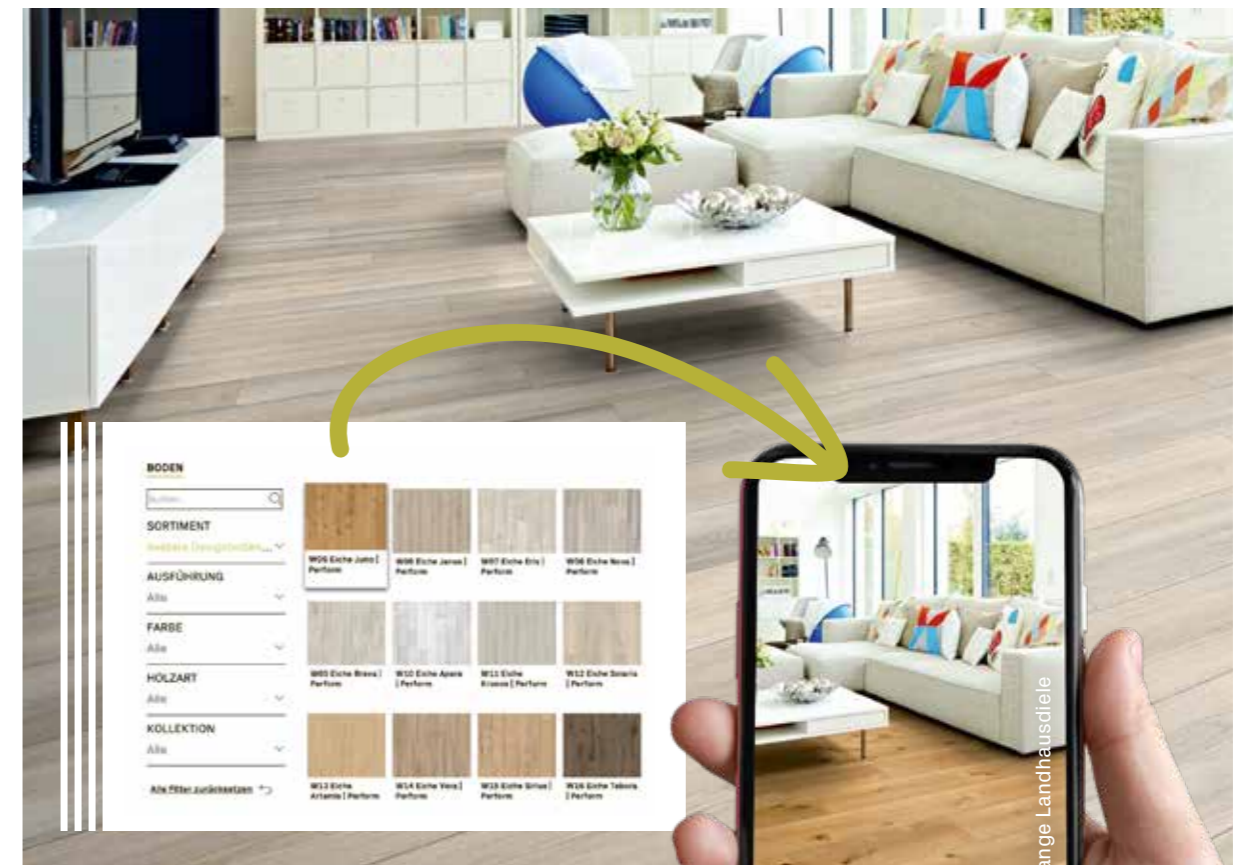 BODEN
Suchen...
SORTIMENT
AUSFÜHRUNG
Alle
FARBE
Alle
HOLZART
Alle
KOLLEKTION
Alle
Alle Filter zurücksetzen
W05 Eiche Juno |
Perform
W06 Eiche Janus |
Perform
W07 Eiche Eris |
Perform
W08 Eiche Nova |
Perform
W09 Eiche Brava |
Perform
W10 Eiche Apara
| Perform
W11 Eiche
Kronos | Perform
W12 Eiche Solaris
| Perform
W13 Eiche
Artemis | Perform
W14 Eiche Vera |
Perform
W15 Eiche Sirius |
Perform
W16 Eiche Tabora
| Perform
ange Landhausdiele